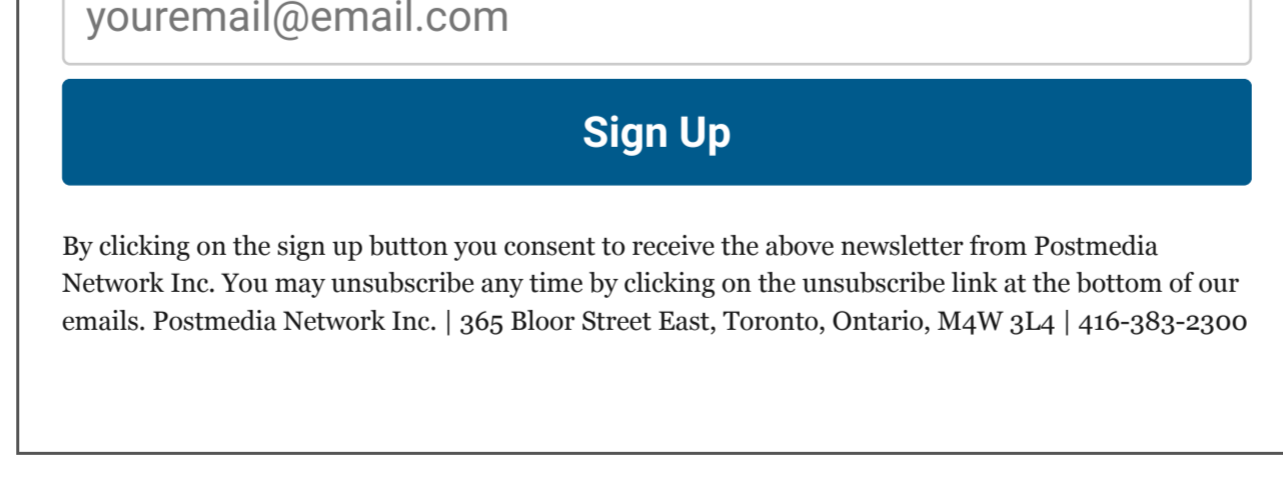 youremail@email.com
Sign Up
By clicking on the sign up button you consent to receive the above newsletter from Postmedia
Network Inc. You may unsubscribe any time by clicking on the unsubscribe link at the bottom of our
emails. Postmedia Network Inc. | 365 Bloor Street East, Toronto, Ontario, M4W 3L4 | 416-383-2300